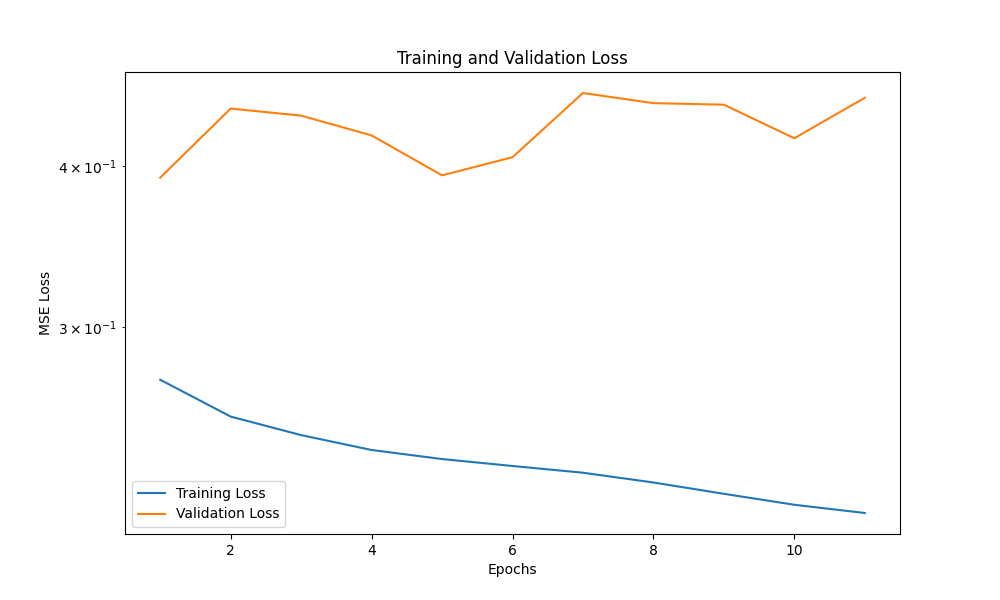 Training and Validation Loss
4 × 10⁻¹
3 × 10⁻¹
MSE Loss
Training Loss
Validation Loss
2 4 6 8 10
Epochs